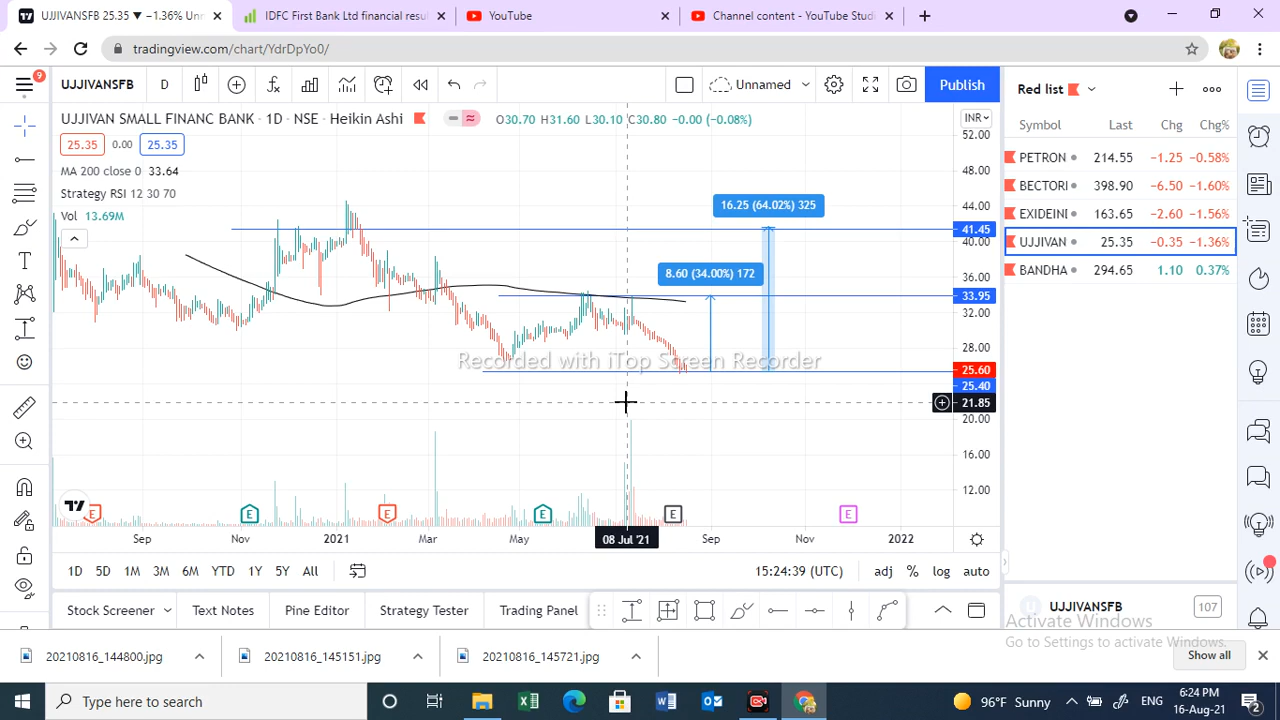 UJJIVANSFB 25.35 ▼ −1.36% Unn
IDFC First Bank Ltd financial resu
YouTube
Channel content - YouTube Studi
tradingview.com/chart/YdrDpYo0/
9
UJJIVANSFB
D
Unnamed
Publish
UJJIVAN SMALL FINANC BANK · 1D · NSE · Heikin Ashi
O30.70 H31.60 L30.10 C30.80 −0.00 (−0.08%)
INR
25.35 0.00 25.35
MA 200 close 0 33.64
Strategy RSI 12 30 70
Vol 13.69M
16.25 (64.02%) 325
8.60 (34.00%) 172
Recorded with iTop Screen Recorder
52.00
48.00
44.00
41.45
40.00
36.00
33.95
32.00
28.00
25.60
25.40
21.85
20.00
16.00
12.00
E E E E E E
Sep Nov 2021 Mar May 08 Jul '21 Sep Nov 2022
1D 5D 1M 3M 6M YTD 1Y 5Y All
15:24:39 (UTC) adj % log auto
Stock Screener Text Notes Pine Editor Strategy Tester Trading Panel
Red list
Symbol Last Chg Chg%
PETRON 214.55 −1.25 −0.58%
BECTORI 398.90 −6.50 −1.60%
EXIDEINI 163.65 −2.60 −1.56%
UJJIVAN 25.35 −0.35 −1.36%
BANDHA 294.65 1.10 0.37%
u UJJIVANSFB 107
Activate Windows
Go to Settings to activate Windows.
20210816_144800.jpg
20210816_145151.jpg
20210816_145721.jpg
Show all
Type here to search
96°F Sunny
ENG
6:24 PM
16-Aug-21
2